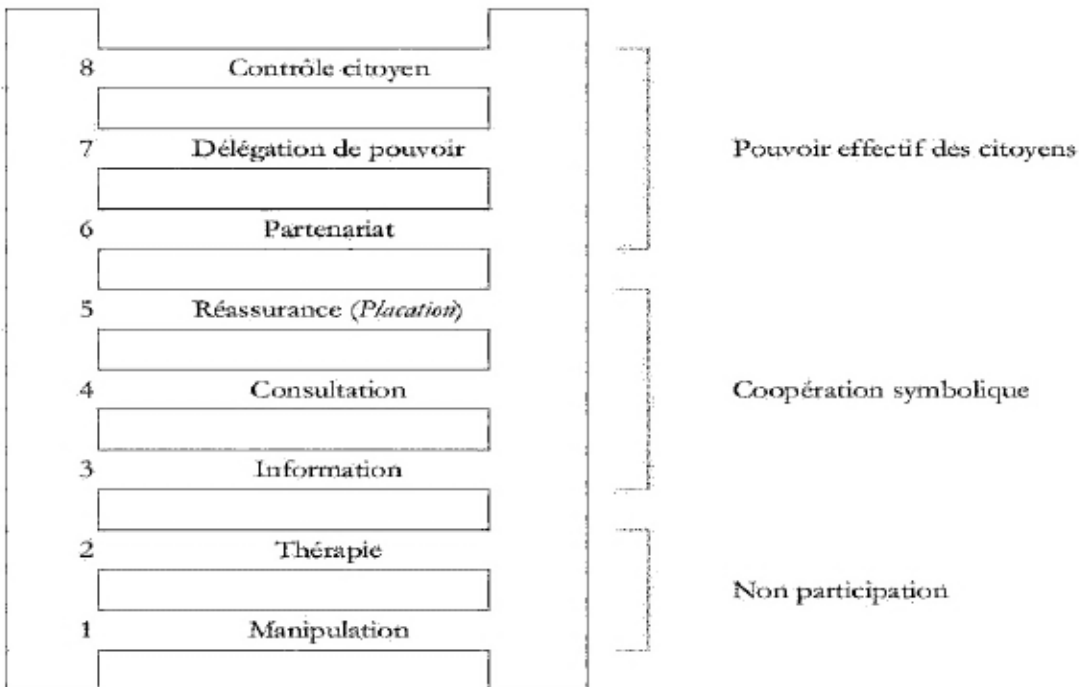 8 Contrôle citoyen
7 Délégation de pouvoir
Pouvoir effectif des citoyens
6 Partenariat
5 Réassurance (Placation)
4 Consultation
Coopération symbolique
3 Information
2 Thérapie
Non participation
1 Manipulation